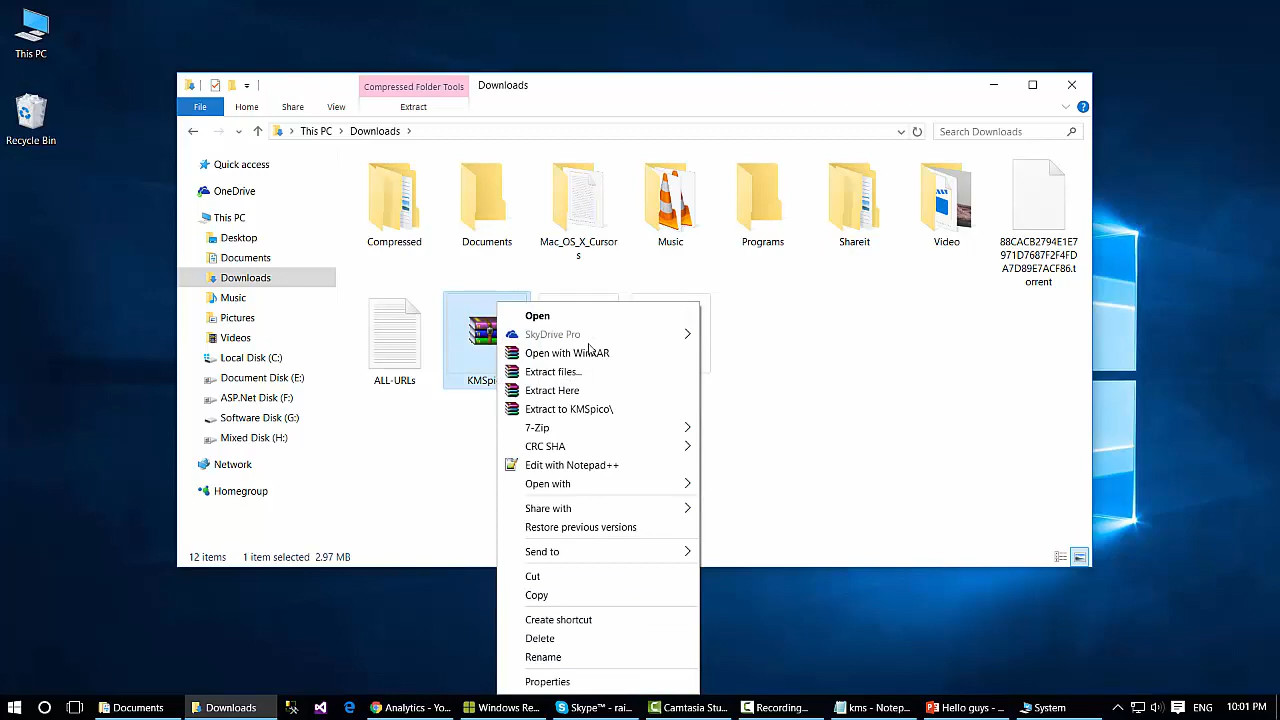 This PC
Recycle Bin
Compressed Folder Tools
Downloads
File
Home
Share
View
Extract
This PC
Downloads
Search Downloads
Quick access
OneDrive
This PC
Desktop
Documents
Downloads
Music
Pictures
Videos
Local Disk (C:)
Document Disk (E:)
ASP.Net Disk (F:)
Software Disk (G:)
Mixed Disk (H:)
Network
Homegroup
Compressed
Documents
Mac_OS_X_Cursor
s
Music
Programs
Shareit
Video
88CACB2794E1E7
971D7687F2F4FD
A7D89E7ACF86.t
orrent
ALL-URLs
KMSpic
Open
SkyDrive Pro
Open with WinRAR
Extract files...
Extract Here
Extract to KMSpico\
7-Zip
CRC SHA
Edit with Notepad++
Open with
Share with
Restore previous versions
Send to
Cut
Copy
Create shortcut
Delete
Rename
Properties
12 items
1 item selected 2.97 MB
Documents
Downloads
Analytics - Yo...
Windows Re...
Skype™ - rai...
Camtasia Stu...
Recording...
kms - Notep...
Hello guys - ...
System
ENG
10:01 PM